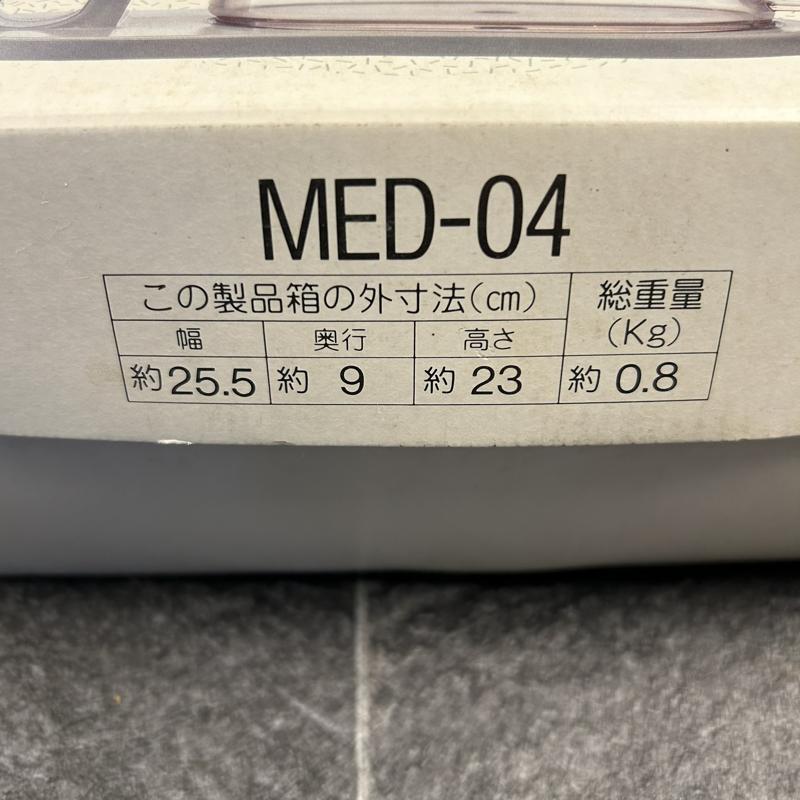 MED-04
この製品箱の外寸法(cm) 総重量
(Kg)
幅 奥行 高さ
約25.5 約 9 約 23 約 0.8